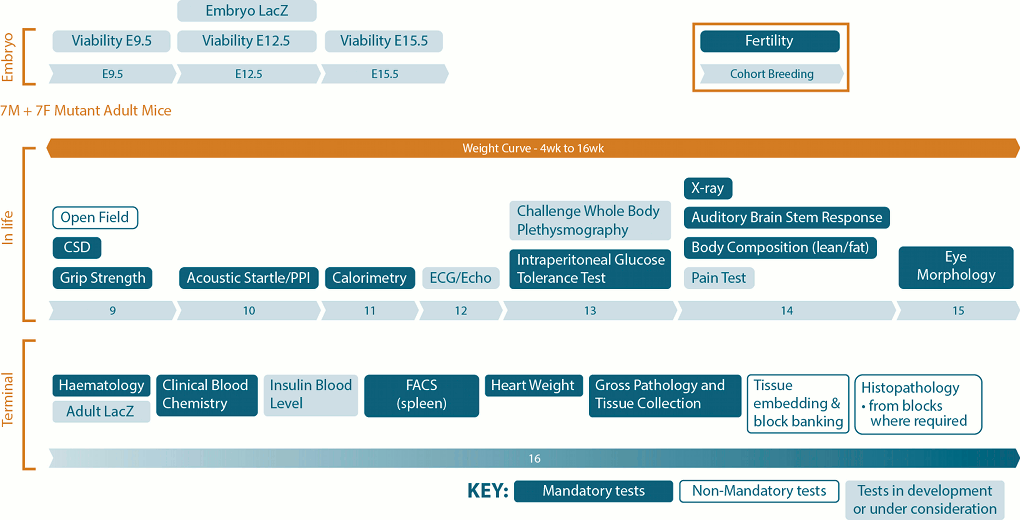 Embryo
Embryo LacZ
Viability E9.5
Viability E12.5
Viability E15.5
E9.5
E12.5
E15.5
Fertility
Cohort Breeding
7M + 7F Mutant Adult Mice
In life
Weight Curve - 4wk to 16wk
Open Field
CSD
Grip Strength
Acoustic Startle/PPI
Calorimetry
ECG/Echo
Challenge Whole Body
Plethysmography
Intraperitoneal Glucose
Tolerance Test
X-ray
Auditory Brain Stem Response
Body Composition (lean/fat)
Pain Test
Eye
Morphology
9
10
11
12
13
14
15
Terminal
Haematology
Adult LacZ
Clinical Blood
Chemistry
Insulin Blood
Level
FACS
(spleen)
Heart Weight
Gross Pathology and
Tissue Collection
Tissue
embedding &
block banking
Histopathology
• from blocks
where required
16
KEY:
Mandatory tests
Non-Mandatory tests
Tests in development
or under consideration